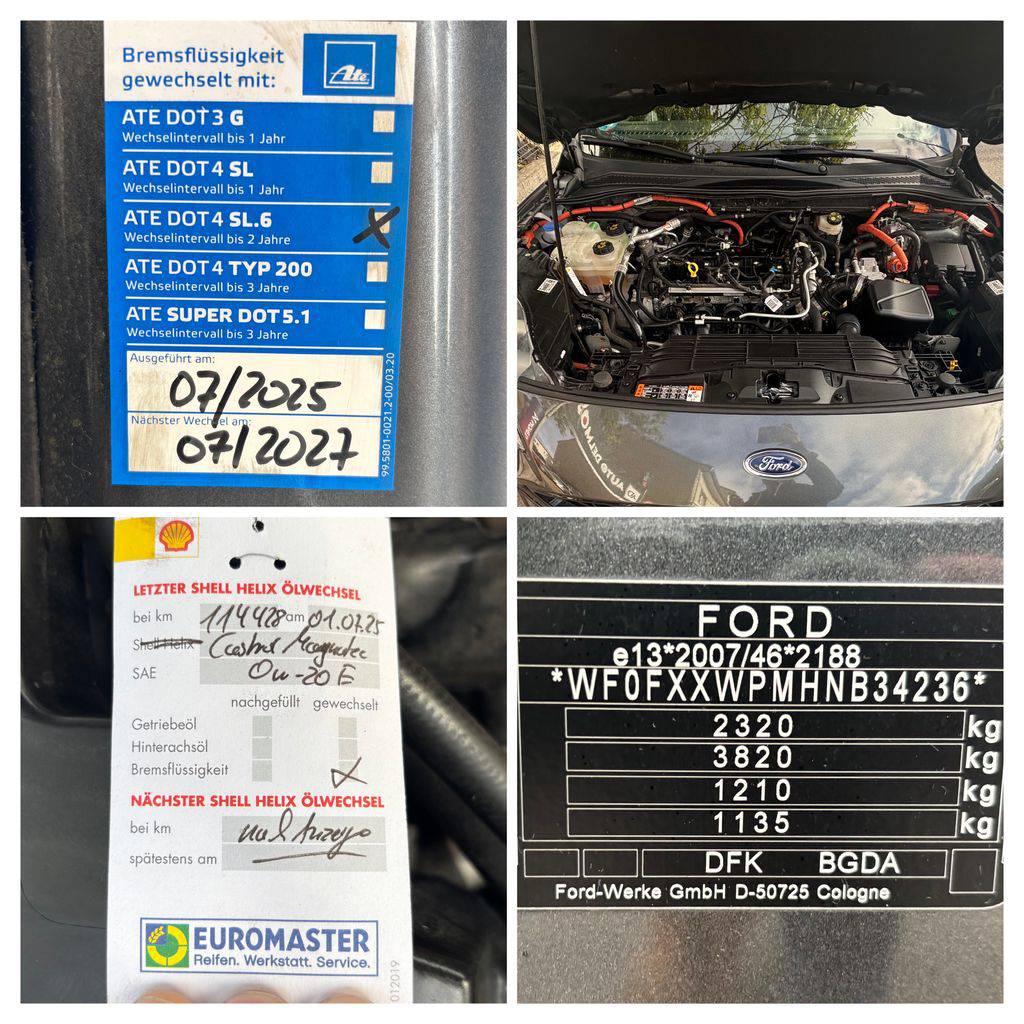 Bremsflüssigkeit
gewechselt mit:
Ate
ATE DOT 3 G
Wechselintervall bis 1 Jahr
ATE DOT 4 SL
Wechselintervall bis 1 Jahr
ATE DOT 4 SL.6
Wechselintervall bis 2 Jahre
X
ATE DOT 4 TYP 200
Wechselintervall bis 3 Jahre
ATE SUPER DOT 5.1
Wechselintervall bis 3 Jahre
Ausgeführt am:
07/2025
Nächster Wechsel am:
07/2027
99.5801-0021.2-00/03.20
Ford
LETZTER SHELL HELIX ÖLWECHSEL
bei km 114428 am 01.07.25
Shell Helix Castrol Magnatec
SAE 0w-20 E
nachgefüllt gewechselt
Getriebeöl
Hinterachsöl
Bremsflüssigkeit X
NÄCHSTER SHELL HELIX ÖLWECHSEL
bei km nach Anzeige
spätestens am
EUROMASTER
Reifen. Werkstatt. Service.
012019
FORD
e13*2007/46*2188
*WF0FXXWPMHNB34236*
2320 kg
3820 kg
1210 kg
1135 kg
DFK BGDA
Ford-Werke GmbH D-50725 Cologne